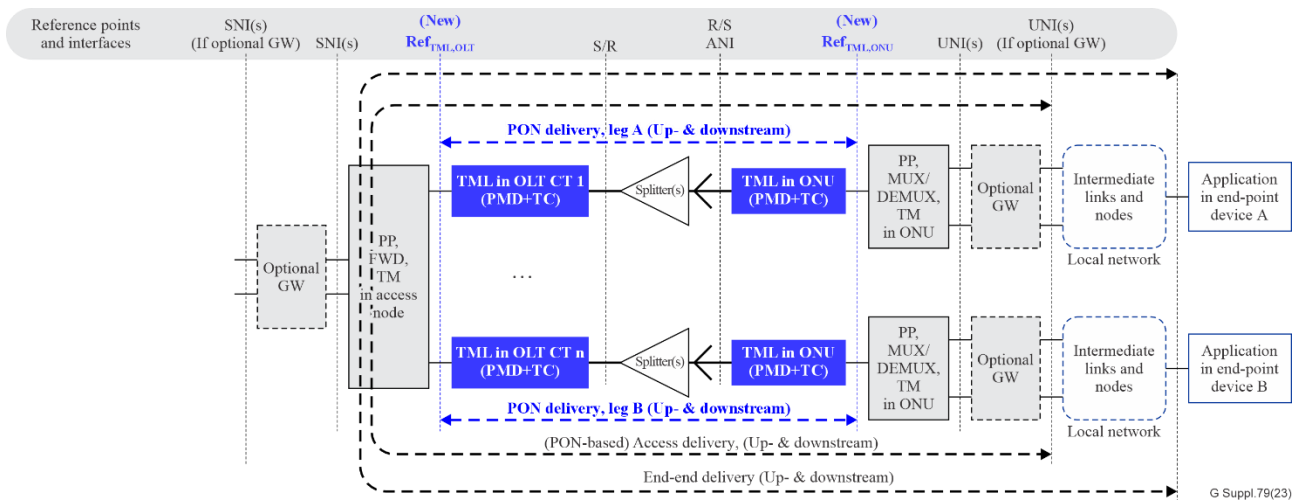 Reference points
and interfaces
SNI(s)
(If optional GW)
SNI(s)
(New)
Ref_TML,OLT
S/R
R/S
ANI
(New)
Ref_TML,ONU
UNI(s)
UNI(s)
(If optional GW)
PON delivery, leg A (Up- & downstream)
TML in OLT CT 1
(PMD+TC)
Splitter(s)
TML in ONU
(PMD+TC)
PP,
MUX/
DEMUX,
TM
in ONU
Optional
GW
Intermediate
links and
nodes
Local network
Application
in end-point
device A
Optional
GW
PP,
FWD,
TM
in access
node
...
TML in OLT CT n
(PMD+TC)
Splitter(s)
TML in ONU
(PMD+TC)
PP,
MUX/
DEMUX,
TM
in ONU
Optional
GW
Intermediate
links and
nodes
Local network
Application
in end-point
device B
PON delivery, leg B (Up- & downstream)
(PON-based) Access delivery, (Up- & downstream)
End-end delivery (Up- & downstream)
G Suppl.79(23)